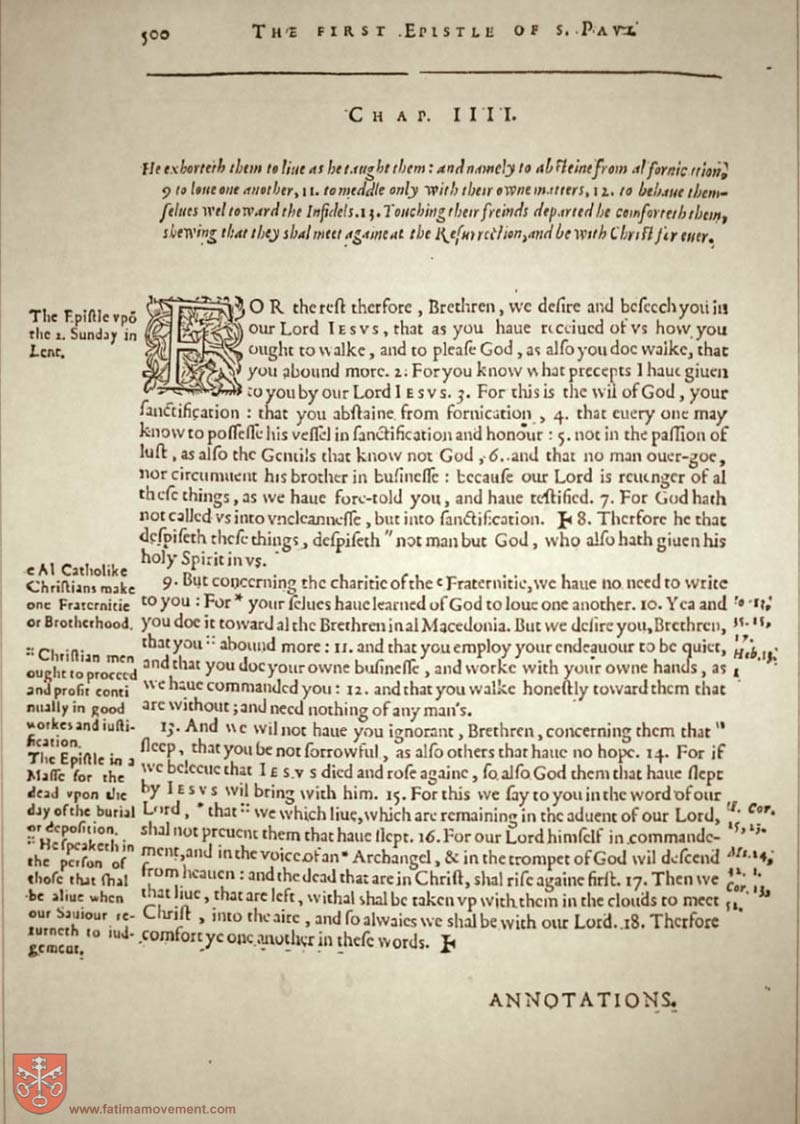 500 THE FIRST EPISTLE OF S. PAVL
CHAP. IIII.
He exhorteth them to liue as he taught them: and namely to abſteine from al fornication,
9 to loue one another, 11. to meddle only with their owne matters, 12. to behaue them-
ſelues wel toward the Infidels. 13. Touching their freinds departed he comforteth them,
shewing that they shal meet againe at the Reſurrection, and be with Chriſt for euer.
The Epiſtle vpõ
the 2. Sunday in
Lent.
FOR the reſt therfore, Brethren, we deſire and beſeech you in
our Lord IESVS, that as you haue receiued of vs how you
ought to walke, and to pleaſe God, as alſo you doe walke, that
you abound more. 2. For you know what precepts I haue giuen
to you by our Lord IESVS. 3. For this is the wil of God, your
ſanctification: that you abſtaine from fornication, 4. that euery one may
know to poſſeſſe his veſſel in ſanctification and honour: 5. not in the paſſion of
luſt, as alſo the Gentils that know not God, 6. and that no man ouer-goe,
nor circumuent his brother in buſineſſe: becauſe our Lord is reuenger of al
theſe things, as we haue fore-told you, and haue teſtified. 7. For God hath
not called vs into vncleanneſſe, but into ſanctification. 8. Therfore he that
deſpiſeth theſe things, deſpiſeth " not man but God, who alſo hath giuen his
holy Spirit in vs.
c Al Catholike
Chriſtians make
one Fraternitie
or Brotherhood.
:: Chriſtian men
ought to proceed
and profit conti
nually in good
workes and iuſti-
fication.
The Epiſtle in a
Maſſe for the
dead vpon the
day of the burial
or depoſition.
:: He ſpeaketh in
the perſon of
thoſe that ſhal
be aliue when
our Sauiour re-
turneth to iud-
gement.
9. But concerning the charitie of the c Fraternitie, we haue no need to write
to you: For * your ſelues haue learned of God to loue one another. 10. Yea and
you doe it toward al the Brethren in al Macedonia. But we deſire you, Brethren,
that you :: abound more: 11. and that you employ your endeauour to be quiet,
and that you doe your owne buſineſſe, and worke with your owne hands, as
we haue commanded you: 12. and that you walke honeſtly toward them that
are without; and need nothing of any man's.
13. And we wil not haue you ignorant, Brethren, concerning them that "
ſleep, that you be not ſorrowful, as alſo others that haue no hope. 14. For if
we beleeue that IESVS died and roſe againe, ſo alſo God them that haue ſlept
by IESVS wil bring with him. 15. For this we ſay to you in the word of our
Lord, * that :: we which liue, which are remaining in the aduent of our Lord,
shal not preuent them that haue ſlept. 16. For our Lord himſelf in commande-
ment, and in the voice of an * Archangel, & in the trompet of God wil deſcend
from heauen: and the dead that are in Chriſt, shal riſe againe firſt. 17. Then we
that liue, that are left, withal shal be taken vp with them in the clouds to meet
Chriſt, into the aire, and ſo alwaies we shal be with our Lord. 18. Therfore
comfort ye one another in theſe words.
15,
Heb. 13,
1
1. Cor.
15, 23.
Mt. 24,
Cor.
ANNOTATIONS.
www.fatimamovement.com